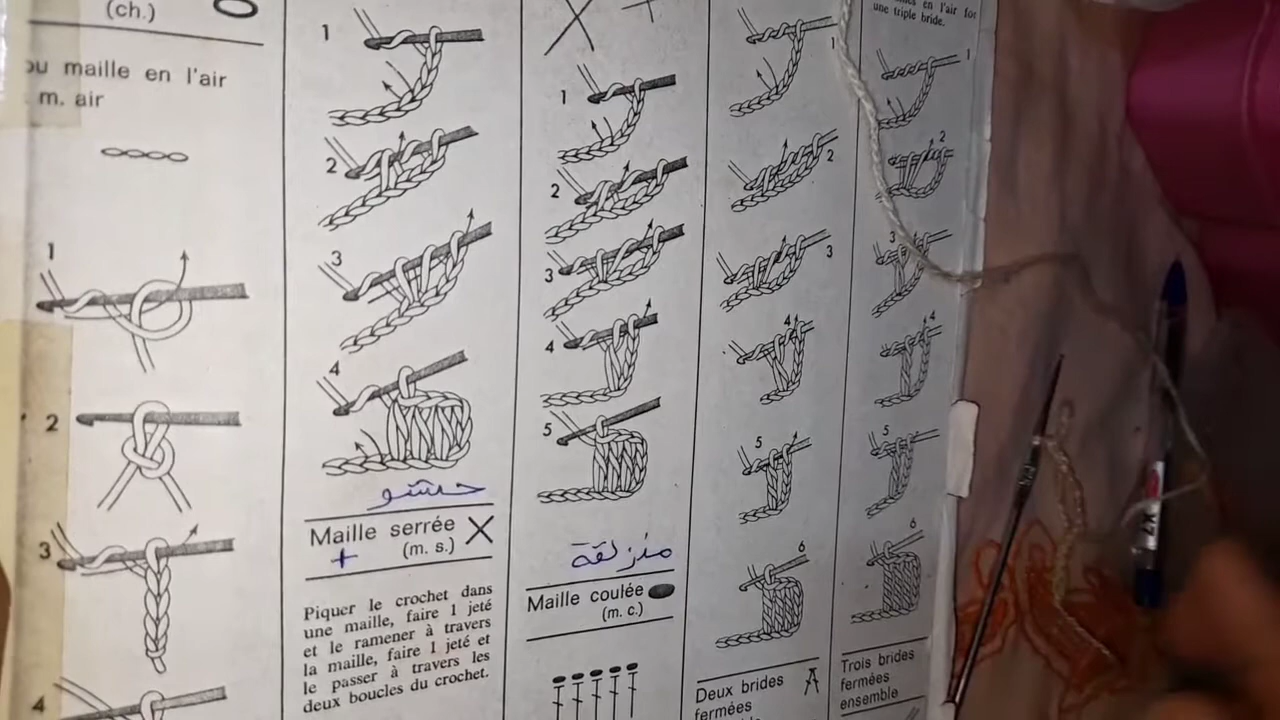 (ch.)
ou maille en l'air
m. air
1
2
3
4
1
2
3
4
حشو
Maille serrée
+
(m. s.)
Piquer le crochet dans
une maille, faire 1 jeté
et le ramener à travers
la maille, faire 1 jeté et
le passer à travers les
deux boucles du crochet.
1
2
3
4
5
منزلقة
Maille coulée
(m. c.)
1
2
3
4
5
6
Deux brides
fermées
en l'air
une triple bride.
1
2
3
4
5
6
Trois brides
fermées
ensemble